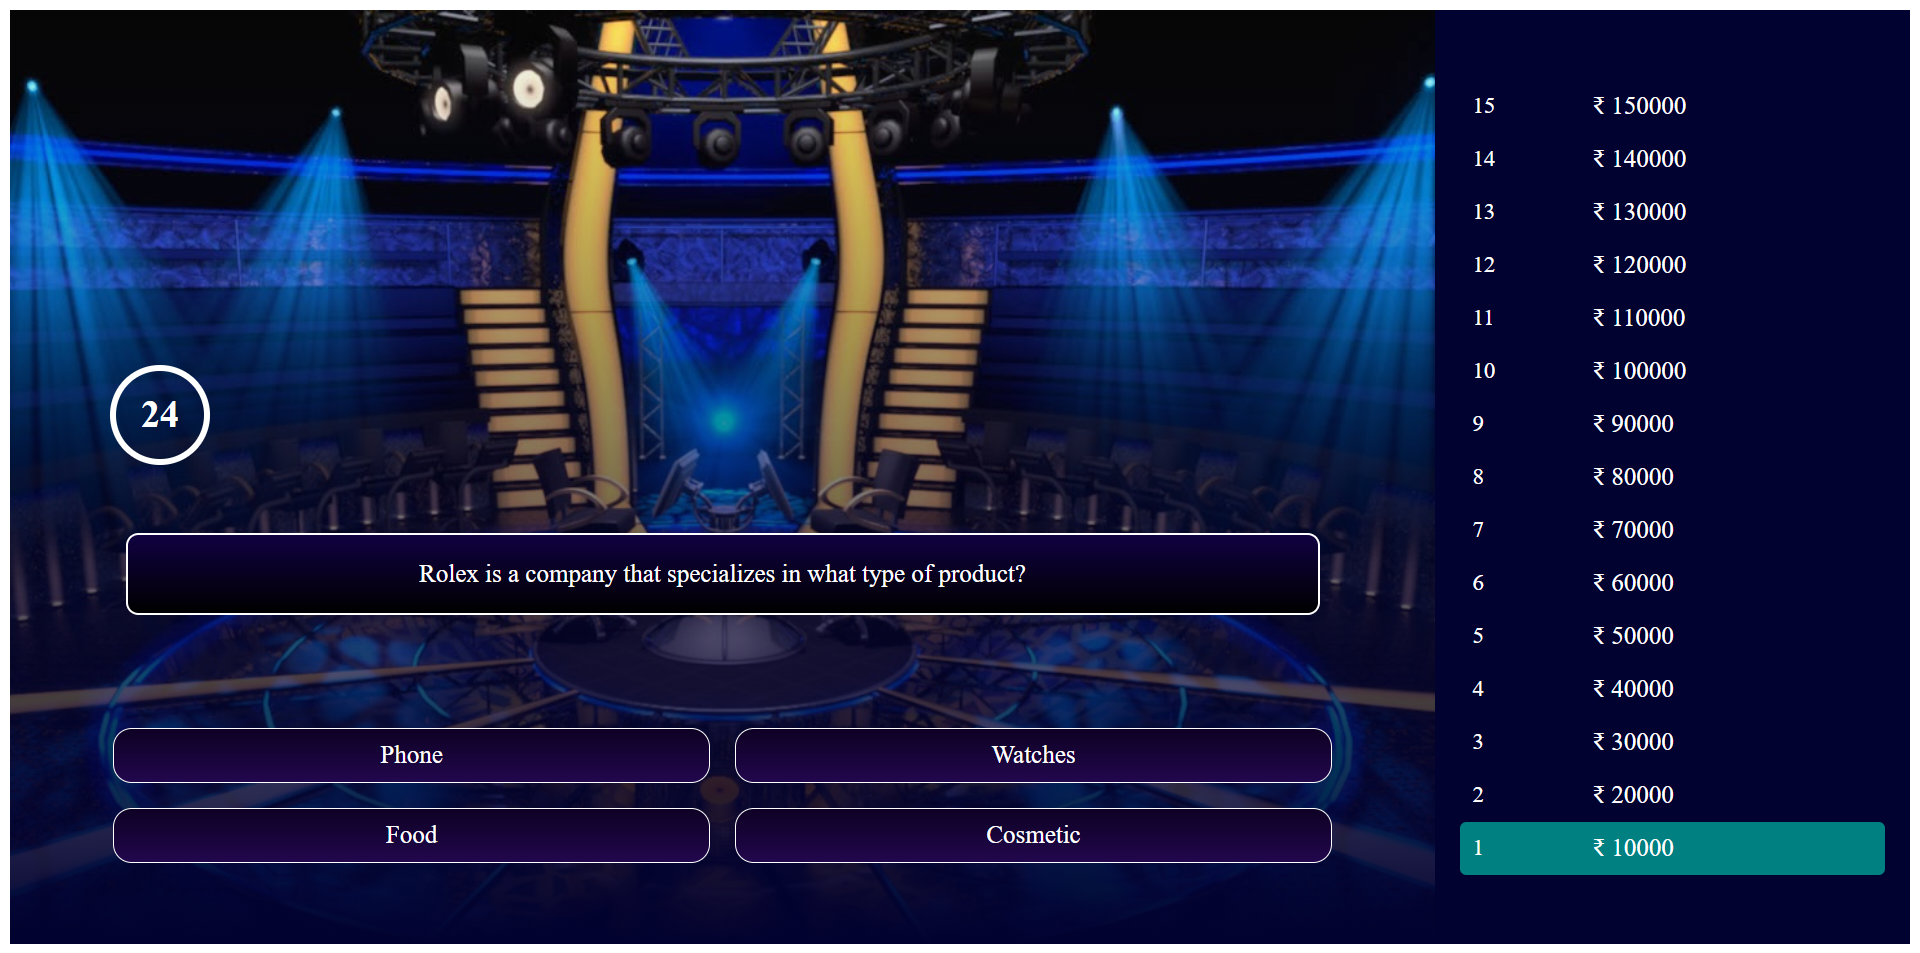 24
Rolex is a company that specializes in what type of product?
Phone
Watches
Food
Cosmetic
15 ₹ 150000
14 ₹ 140000
13 ₹ 130000
12 ₹ 120000
11 ₹ 110000
10 ₹ 100000
9 ₹ 90000
8 ₹ 80000
7 ₹ 70000
6 ₹ 60000
5 ₹ 50000
4 ₹ 40000
3 ₹ 30000
2 ₹ 20000
1 ₹ 10000